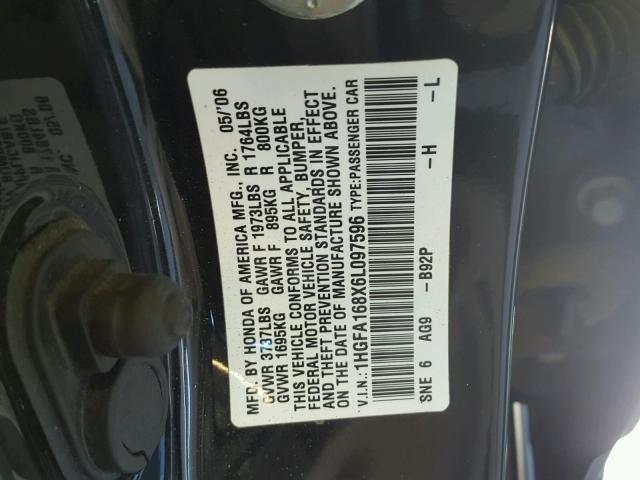 MFD. BY HONDA OF AMERICA MFG., INC. 05/'06
GVWR 3737LBS GAWR F 1973LBS R 1764LBS
GVWR 1695KG GAWR F 895KG R 800KG
THIS VEHICLE CONFORMS TO ALL APPLICABLE
FEDERAL MOTOR VEHICLE SAFETY, BUMPER,
AND THEFT PREVENTION STANDARDS IN EFFECT
ON THE DATE OF MANUFACTURE SHOWN ABOVE.
V.I.N.:1HGFA168X6L097596 TYPE:PASSENGER CAR
SNE 6 AG9 -B92P -H -L